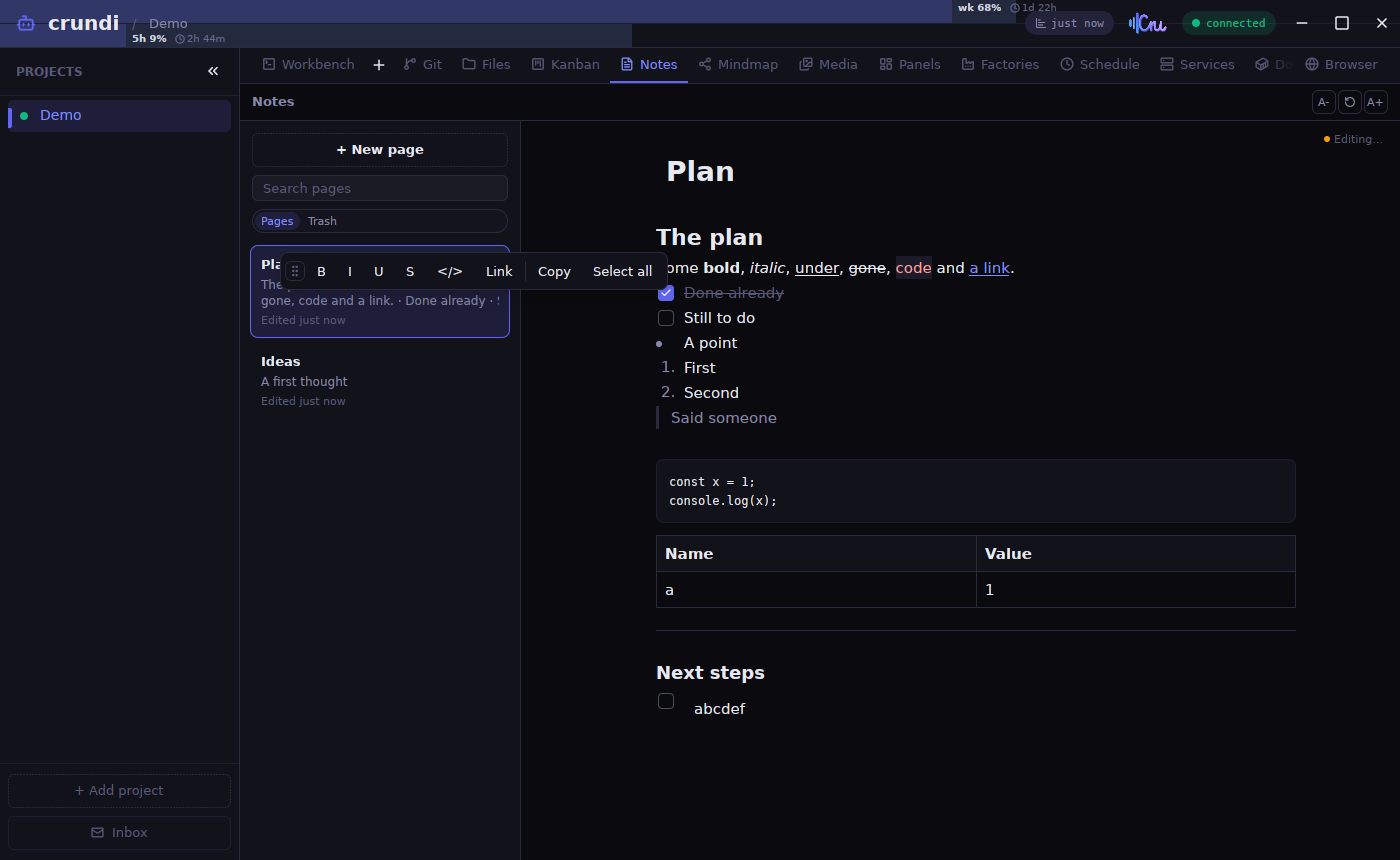 wk 68% 1d 22h
crundi / Demo
just now
Cru
connected
5h 9% 2h 44m
PROJECTS
Workbench + Git Files Kanban Notes Mindmap Media Panels Factories Schedule Services Do Browser
Demo
Notes
A- A+
+ New page
Editing...
Search pages
Plan
Pages Trash
The plan
B I U S </> Link Copy Select all
ome bold, italic, under, gone, code and a link.
gone, code and a link. · Done already ·
Edited just now
Done already
Still to do
A point
1. First
2. Second
Said someone
Ideas
A first thought
Edited just now
const x = 1;
console.log(x);
Name Value
a 1
Next steps
abcdef
+ Add project
Inbox